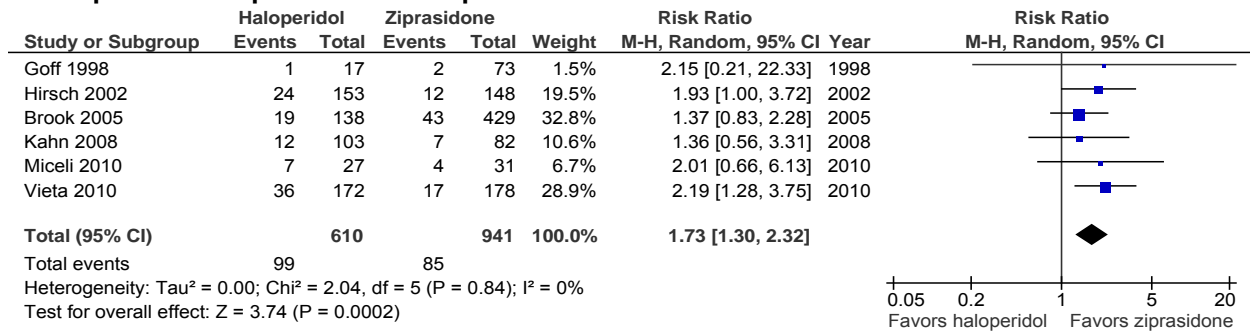 Haloperidol Ziprasidone Risk Ratio Risk Ratio
Study or Subgroup Events Total Events Total Weight M-H, Random, 95% CI Year M-H, Random, 95% CI
Goff 1998 1 17 2 73 1.5% 2.15 [0.21, 22.33] 1998
Hirsch 2002 24 153 12 148 19.5% 1.93 [1.00, 3.72] 2002
Brook 2005 19 138 43 429 32.8% 1.37 [0.83, 2.28] 2005
Kahn 2008 12 103 7 82 10.6% 1.36 [0.56, 3.31] 2008
Miceli 2010 7 27 4 31 6.7% 2.01 [0.66, 6.13] 2010
Vieta 2010 36 172 17 178 28.9% 2.19 [1.28, 3.75] 2010
Total (95% CI) 610 941 100.0% 1.73 [1.30, 2.32]
Total events 99 85
Heterogeneity: Tau² = 0.00; Chi² = 2.04, df = 5 (P = 0.84); I² = 0%
Test for overall effect: Z = 3.74 (P = 0.0002)
0.05 0.2 1 5 20
Favors haloperidol Favors ziprasidone